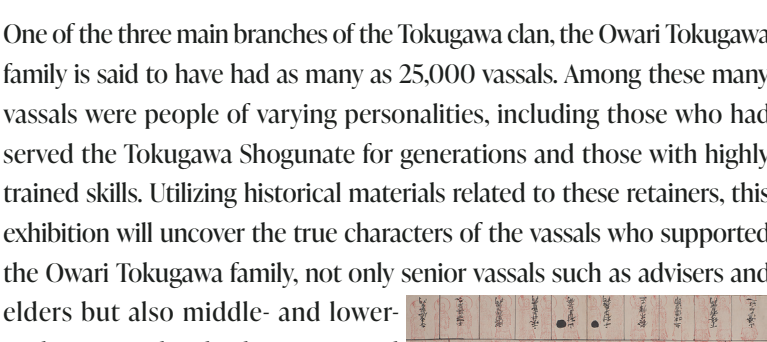 One of the three main branches of the Tokugawa clan, the Owari Tokugawa
family is said to have had as many as 25,000 vassals. Among these many
vassals were people of varying personalities, including those who had
served the Tokugawa Shogunate for generations and those with highly
trained skills. Utilizing historical materials related to these retainers, this
exhibition will uncover the true characters of the vassals who supported
the Owari Tokugawa family, not only senior vassals such as advisers and
elders but also middle- and lower-